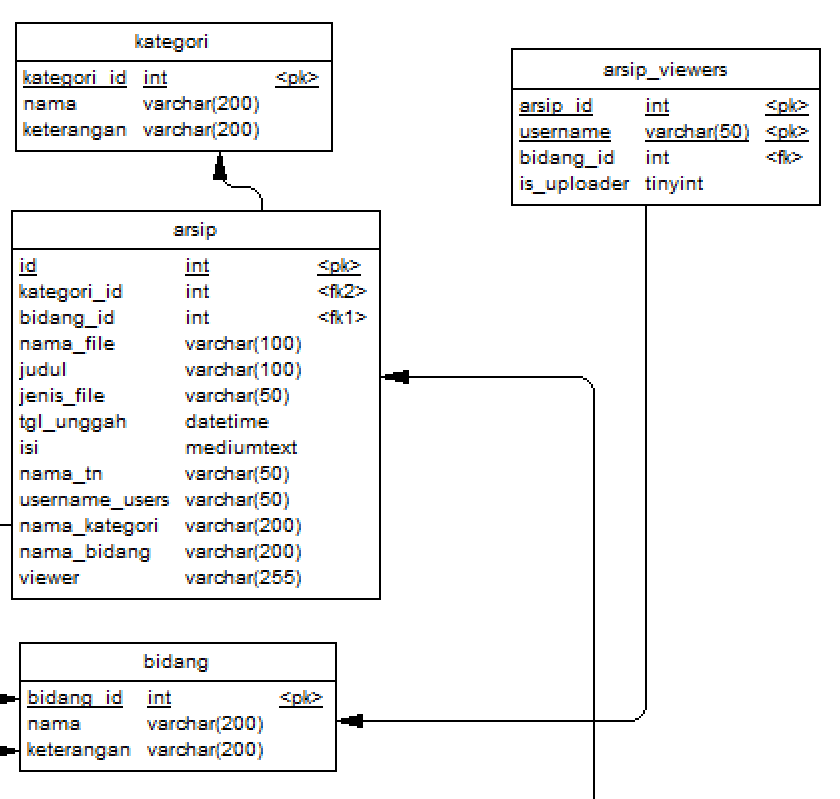 kategori
kategori_id int <pk>
nama varchar(200)
keterangan varchar(200)
arsip_viewers
arsip_id int <pk>
username varchar(50) <pk>
bidang_id int <fk>
is_uploader tinyint
arsip
id int <pk>
kategori_id int <fk2>
bidang_id int <fk1>
nama_file varchar(100)
judul varchar(100)
jenis_file varchar(50)
tgl_unggah datetime
isi mediumtext
nama_tn varchar(50)
username_users varchar(50)
nama_kategori varchar(200)
nama_bidang varchar(200)
viewer varchar(255)
bidang
bidang_id int <pk>
nama varchar(200)
keterangan varchar(200)